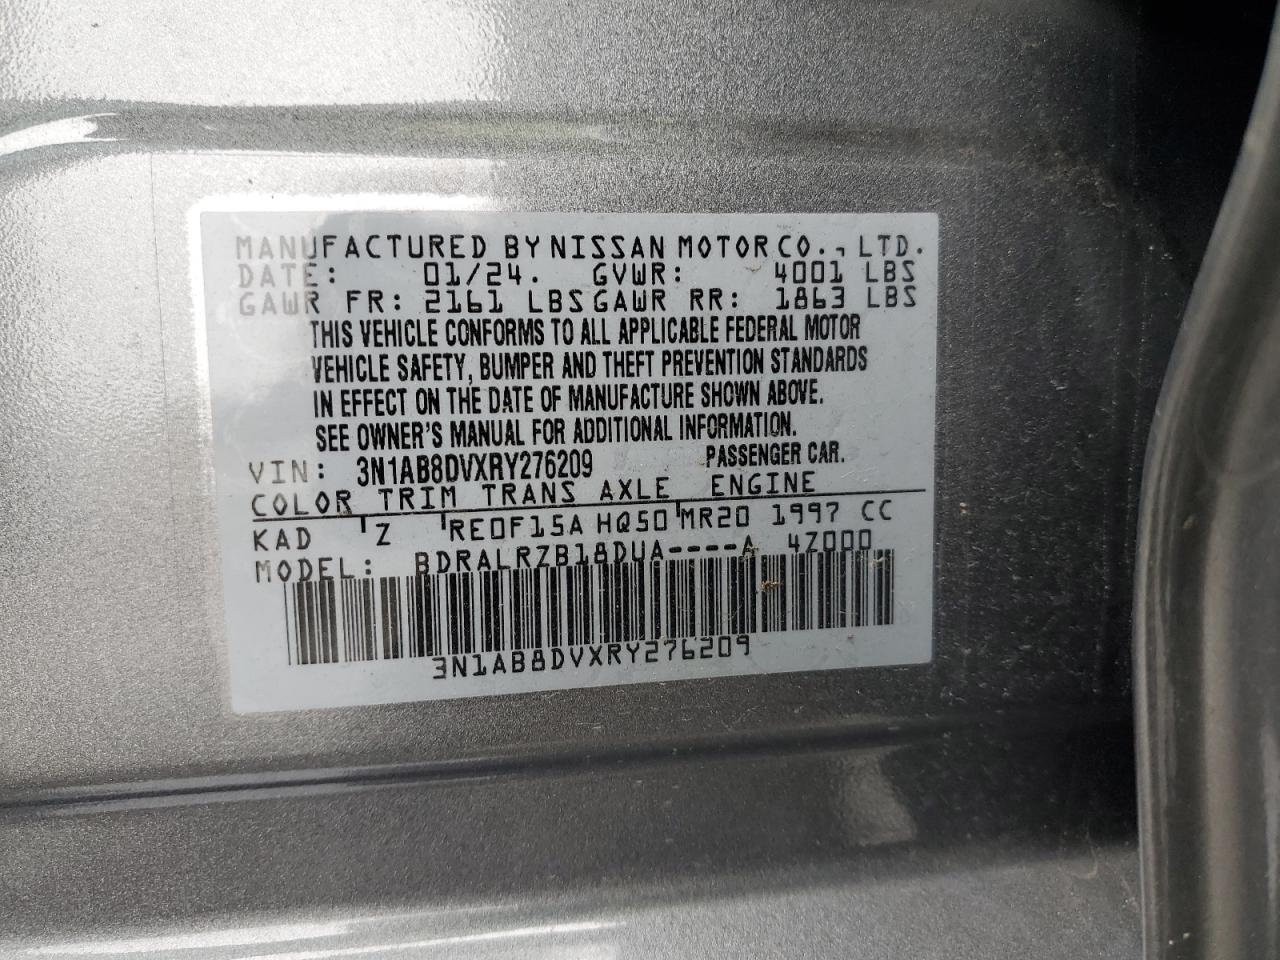 MANUFACTURED BY NISSAN MOTOR CO., LTD.
DATE: 01/24. GVWR: 4001 LBS
GAWR FR: 2161 LBS GAWR RR: 1863 LBS
THIS VEHICLE CONFORMS TO ALL APPLICABLE FEDERAL MOTOR
VEHICLE SAFETY, BUMPER AND THEFT PREVENTION STANDARDS
IN EFFECT ON THE DATE OF MANUFACTURE SHOWN ABOVE.
SEE OWNER'S MANUAL FOR ADDITIONAL INFORMATION.
VIN: 3N1AB8DVXRY276209 PASSENGER CAR.
COLOR TRIM TRANS AXLE ENGINE
KAD Z RE0F15A HQ50 MR20 1997 CC
MODEL: BDRALRZB18DUA----A 4Z000
3N1AB8DVXRY276209